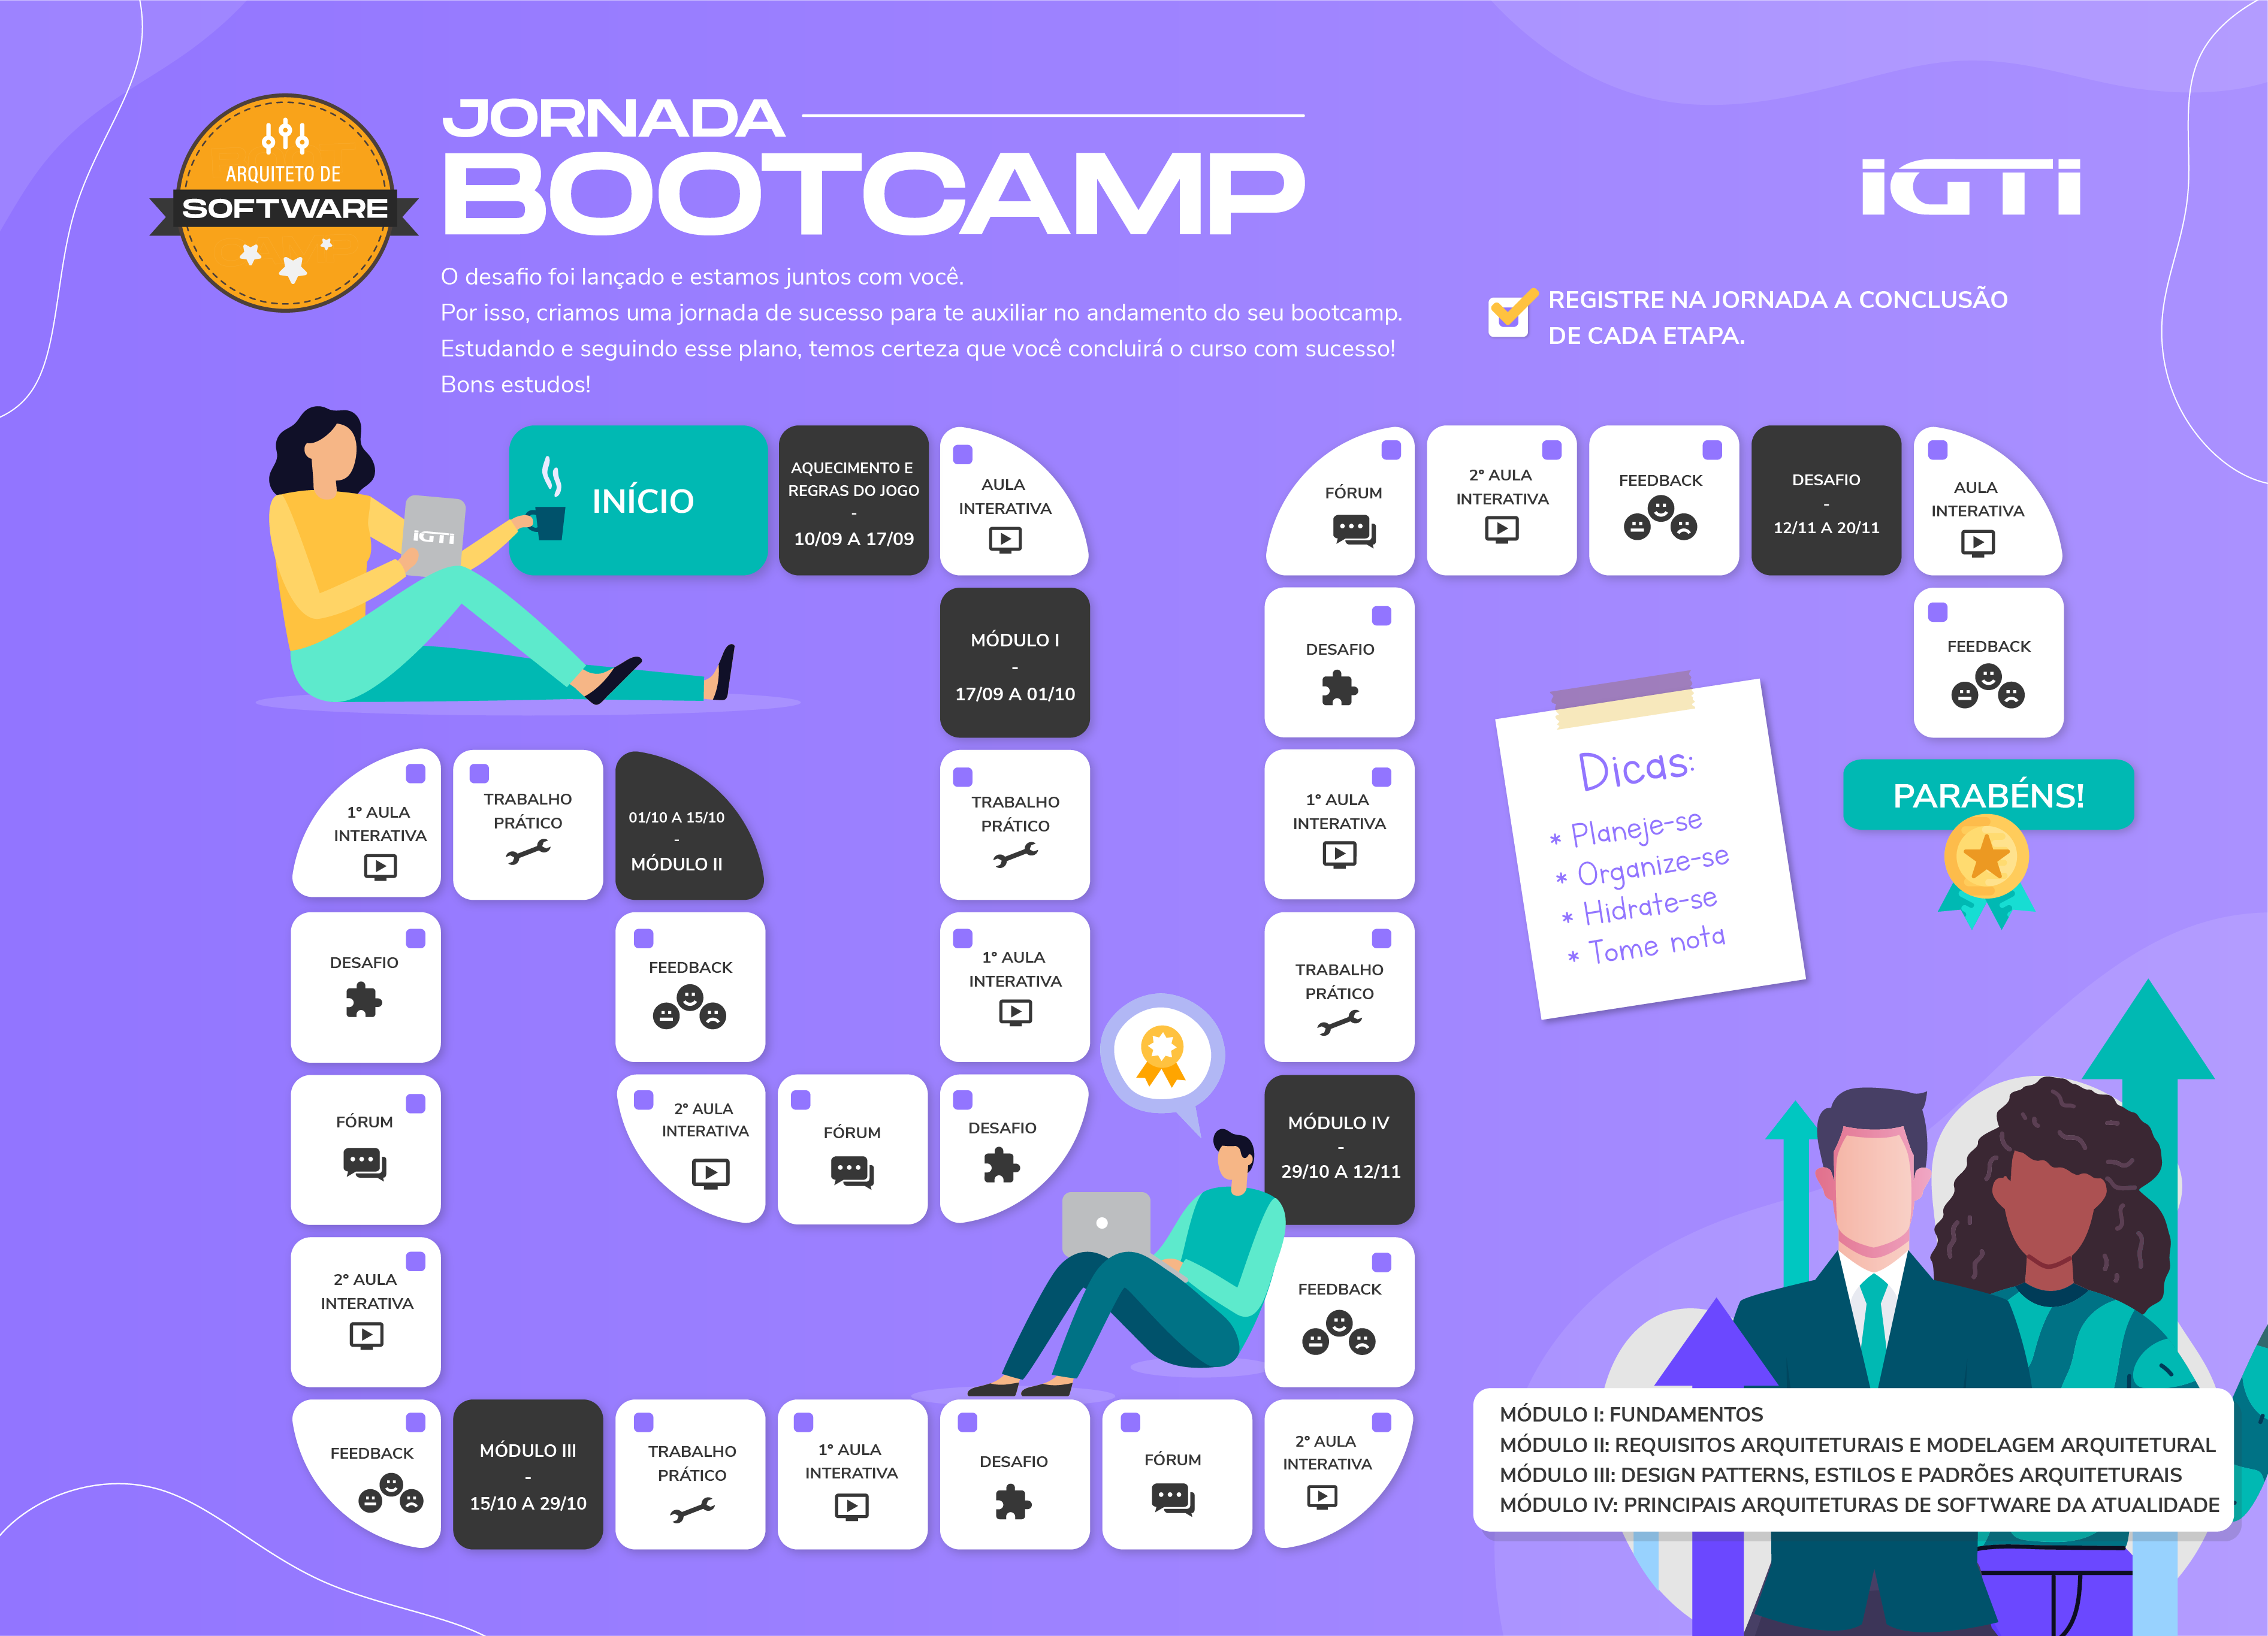 ARQUITETO DE
SOFTWARE
JORNADA
BOOTCAMP
iGTi
O desafio foi lançado e estamos juntos com você.
Por isso, criamos uma jornada de sucesso para te auxiliar no andamento do seu bootcamp.
Estudando e seguindo esse plano, temos certeza que você concluirá o curso com sucesso!
Bons estudos!
REGISTRE NA JORNADA A CONCLUSÃO
DE CADA ETAPA.
iGTi
INÍCIO
AQUECIMENTO E
REGRAS DO JOGO
-
10/09 A 17/09
AULA
INTERATIVA
MÓDULO I
-
17/09 A 01/10
TRABALHO
PRÁTICO
1º AULA
INTERATIVA
DESAFIO
FÓRUM
2º AULA
INTERATIVA
FEEDBACK
01/10 A 15/10
-
MÓDULO II
TRABALHO
PRÁTICO
1º AULA
INTERATIVA
DESAFIO
FÓRUM
2º AULA
INTERATIVA
FEEDBACK
MÓDULO III
-
15/10 A 29/10
TRABALHO
PRÁTICO
1º AULA
INTERATIVA
DESAFIO
FÓRUM
2º AULA
INTERATIVA
FEEDBACK
MÓDULO IV
-
29/10 A 12/11
TRABALHO
PRÁTICO
1º AULA
INTERATIVA
DESAFIO
FÓRUM
2º AULA
INTERATIVA
FEEDBACK
DESAFIO
-
12/11 A 20/11
AULA
INTERATIVA
FEEDBACK
PARABÉNS!
Dicas:
* Planeje-se
* Organize-se
* Hidrate-se
* Tome nota
MÓDULO I: FUNDAMENTOS
MÓDULO II: REQUISITOS ARQUITETURAIS E MODELAGEM ARQUITETURAL
MÓDULO III: DESIGN PATTERNS, ESTILOS E PADRÕES ARQUITETURAIS
MÓDULO IV: PRINCIPAIS ARQUITETURAS DE SOFTWARE DA ATUALIDADE